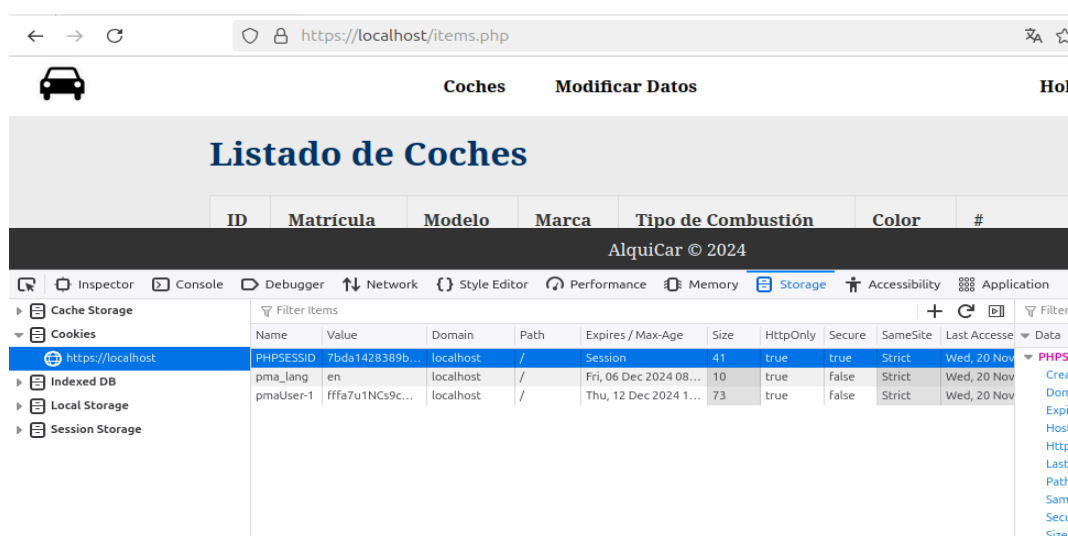 https://localhost/items.php
Coches Modificar Datos Hol
Listado de Coches
ID Matrícula Modelo Marca Tipo de Combustión Color #
AlquiCar © 2024
Inspector Console Debugger Network Style Editor Performance Memory Storage Accessibility Application
Cache Storage
Cookies
https://localhost
Indexed DB
Local Storage
Session Storage
Filter Items
Name Value Domain Path Expires / Max-Age Size HttpOnly Secure SameSite Last Accesse
PHPSESSID 7bda1428389b... localhost / Session 41 true true Strict Wed, 20 Nov
pma_lang en localhost / Fri, 06 Dec 2024 08... 10 true false Strict Wed, 20 Nov
pmaUser-1 fffa7u1NCs9c... localhost / Thu, 12 Dec 2024 1... 73 true false Strict Wed, 20 Nov
Filter
Data
PHPS
Crea
Dom
Expi
Host
Http
Last
Path
Sam
Secu
Size